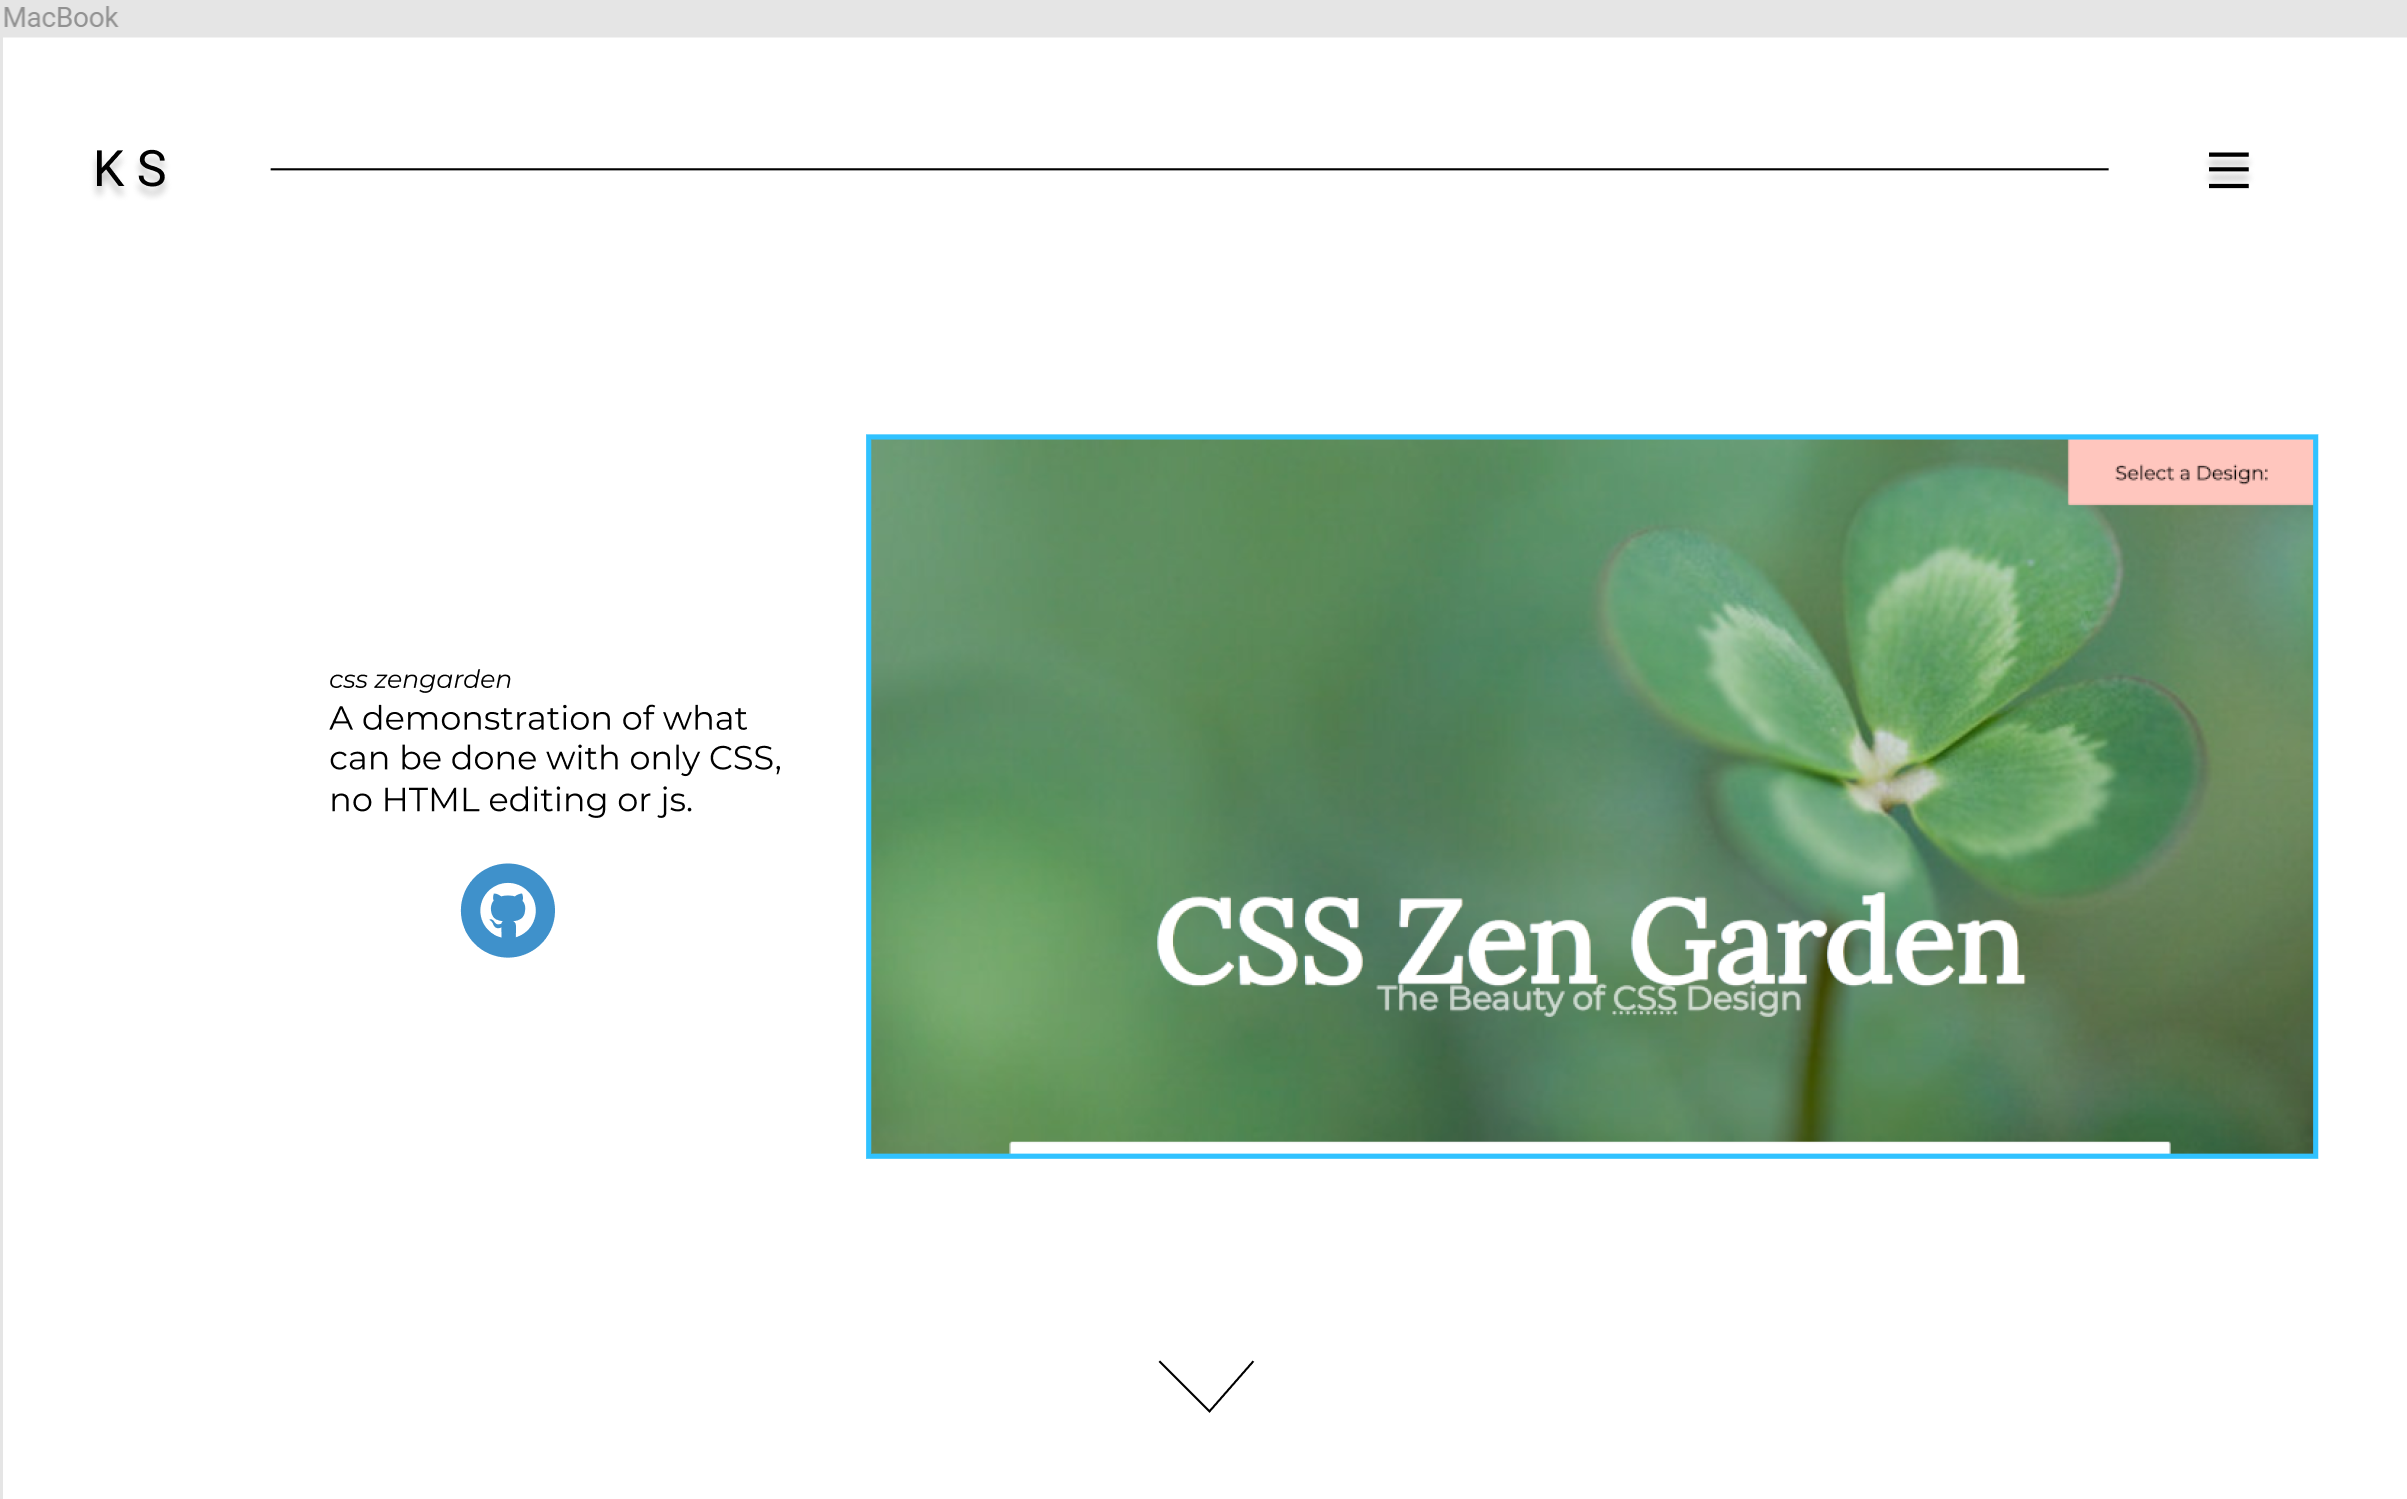 MacBook
K S
css zengarden
A demonstration of what
can be done with only CSS,
no HTML editing or js.
Select a Design:
CSS Zen Garden
The Beauty of CSS Design